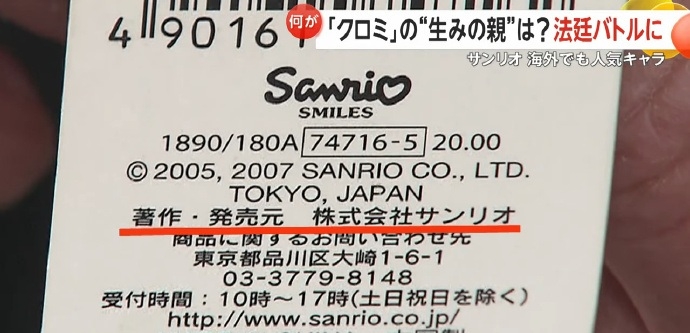 何が
「クロミ」の“生みの親”は?法廷バトルに
サンリオ 海外でも人気キャラ
4 90161
Sanrio
SMILES
1890/180A 74716-5 20.00
© 2005, 2007 SANRIO CO., LTD.
TOKYO, JAPAN
著作・発売元 株式会社サンリオ
商品に関するお問い合わせ先
東京都品川区大崎1-6-1
03-3779-8148
受付時間:10時～17時(土日祝日を除く)
http://www.sanrio.co.jp/